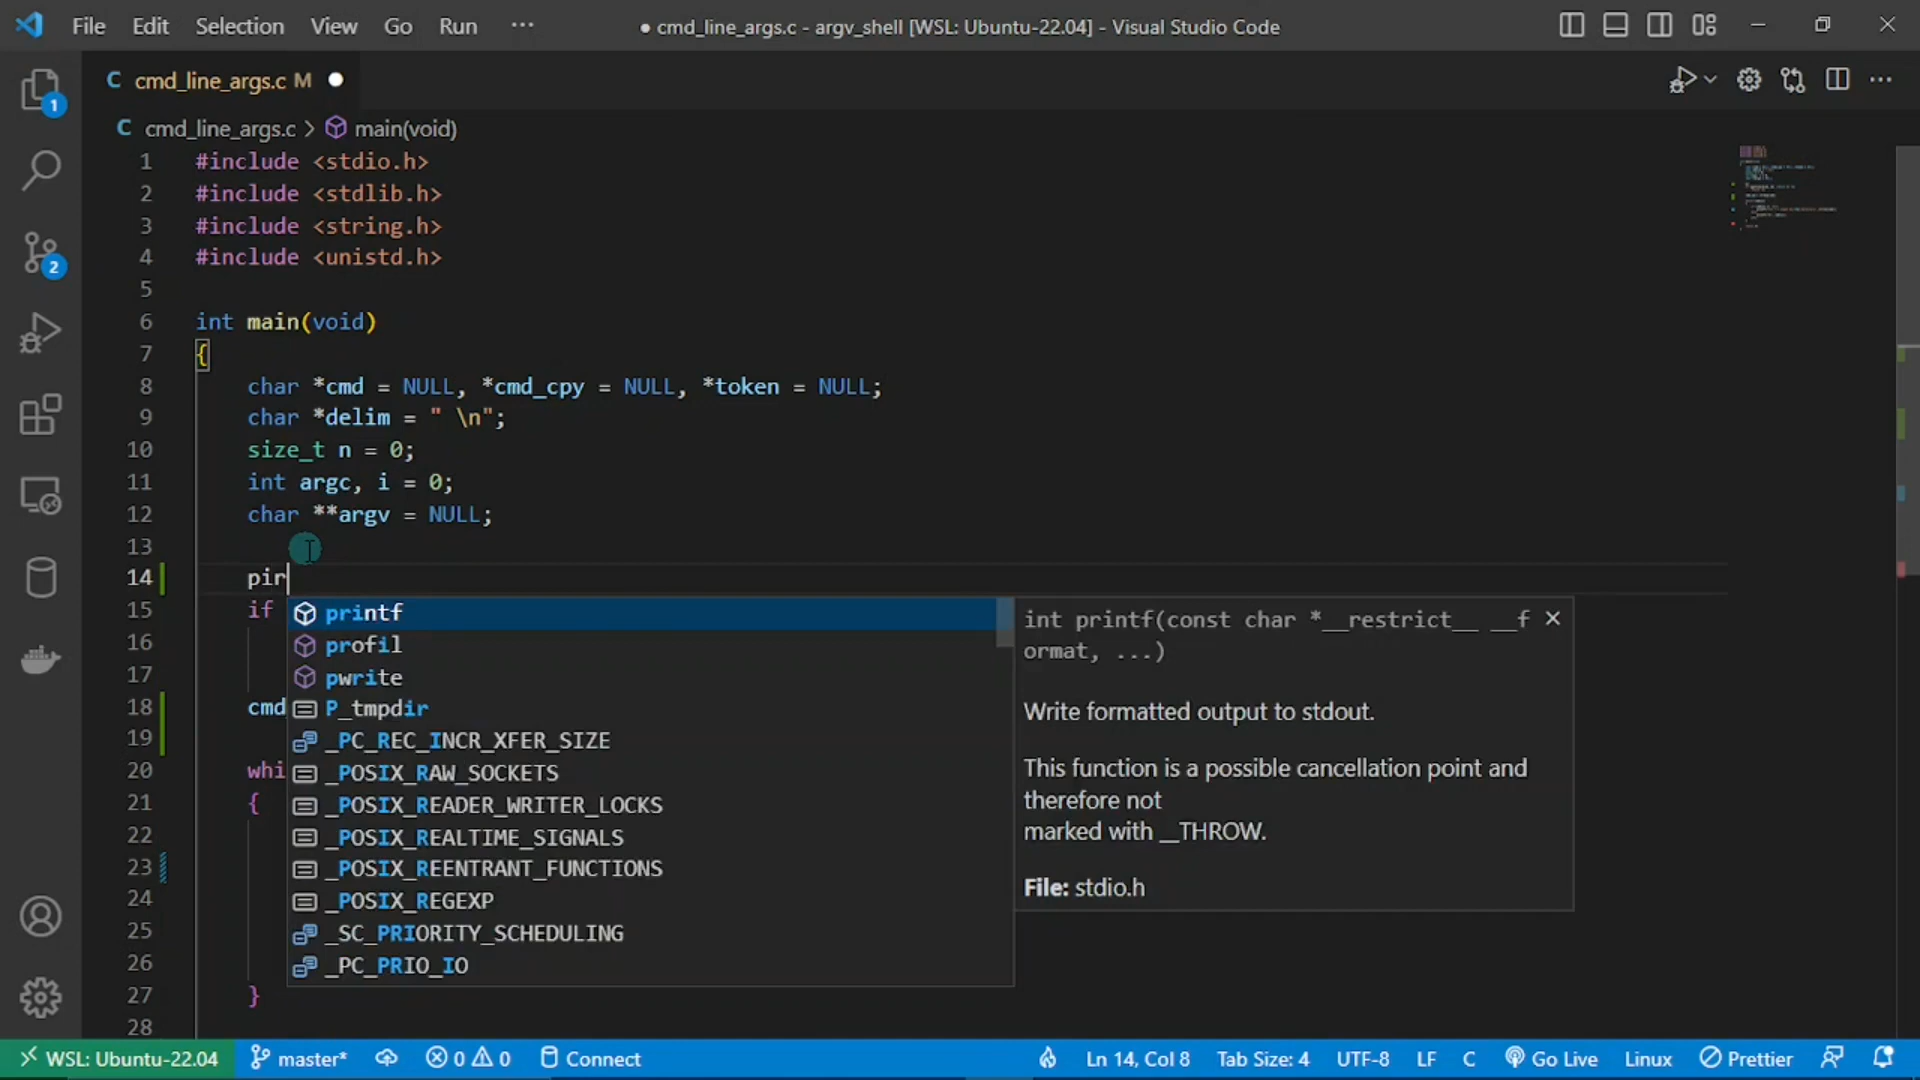 File Edit Selection View Go Run ··· ● cmd_line_args.c - argv_shell [WSL: Ubuntu-22.04] - Visual Studio Code
C cmd_line_args.c M ●
C cmd_line_args.c > main(void)
1 #include <stdio.h>
2 #include <stdlib.h>
3 #include <string.h>
4 #include <unistd.h>
5
6 int main(void)
7 {
8 char *cmd = NULL, *cmd_cpy = NULL, *token = NULL;
9 char *delim = " \n";
10 size_t n = 0;
11 int argc, i = 0;
12 char **argv = NULL;
13
14 pir
15 if printf
16 profil
17 pwrite
18 cmd P_tmpdir
19 _PC_REC_INCR_XFER_SIZE
20 whi _POSIX_RAW_SOCKETS
21 { _POSIX_READER_WRITER_LOCKS
22 _POSIX_REALTIME_SIGNALS
23 _POSIX_REENTRANT_FUNCTIONS
24 _POSIX_REGEXP
25 _SC_PRIORITY_SCHEDULING
26 _PC_PRIO_IO
27 }
28
int printf(const char *__restrict__ __f
ormat, ...)
Write formatted output to stdout.
This function is a possible cancellation point and
therefore not
marked with __THROW.
File: stdio.h
1
2
WSL: Ubuntu-22.04 master* 0 0 Connect Ln 14, Col 8 Tab Size: 4 UTF-8 LF C Go Live Linux Prettier